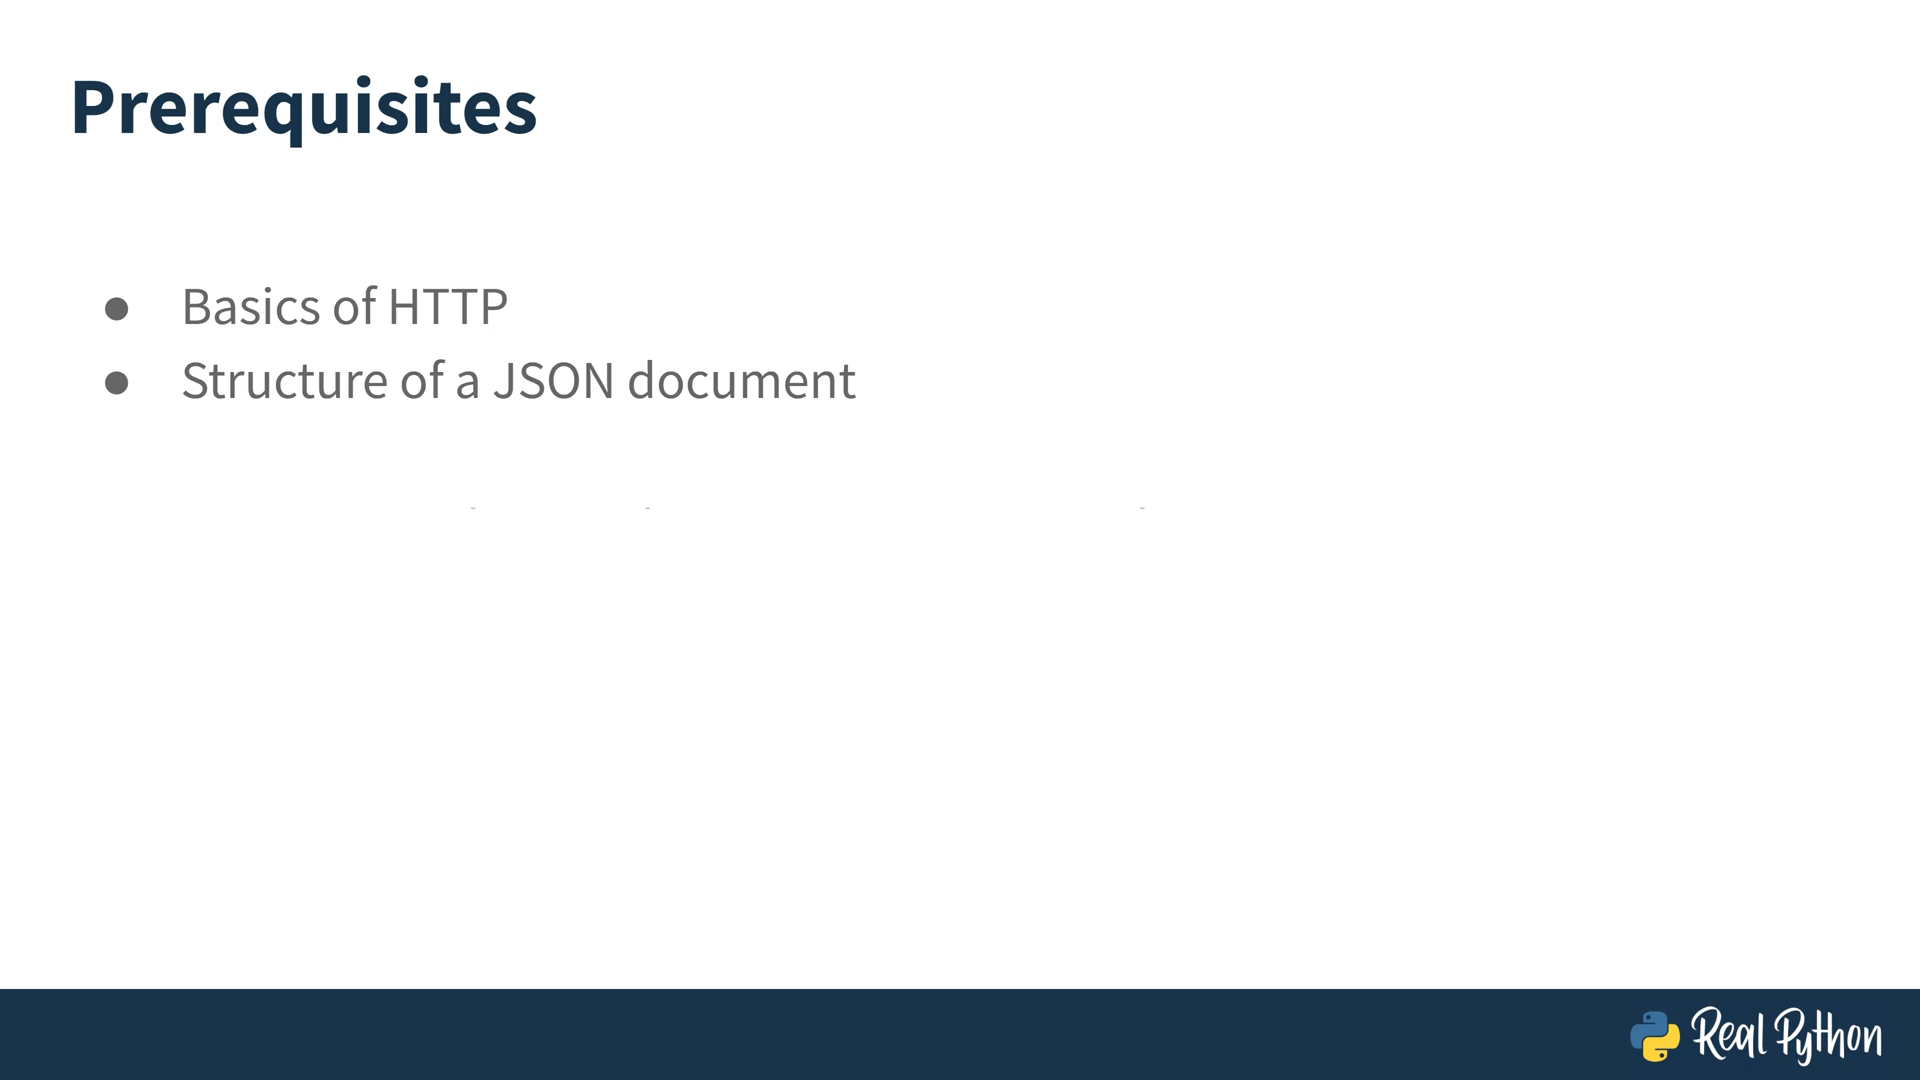 Prerequisites
● Basics of HTTP
● Structure of a JSON document
Real Python